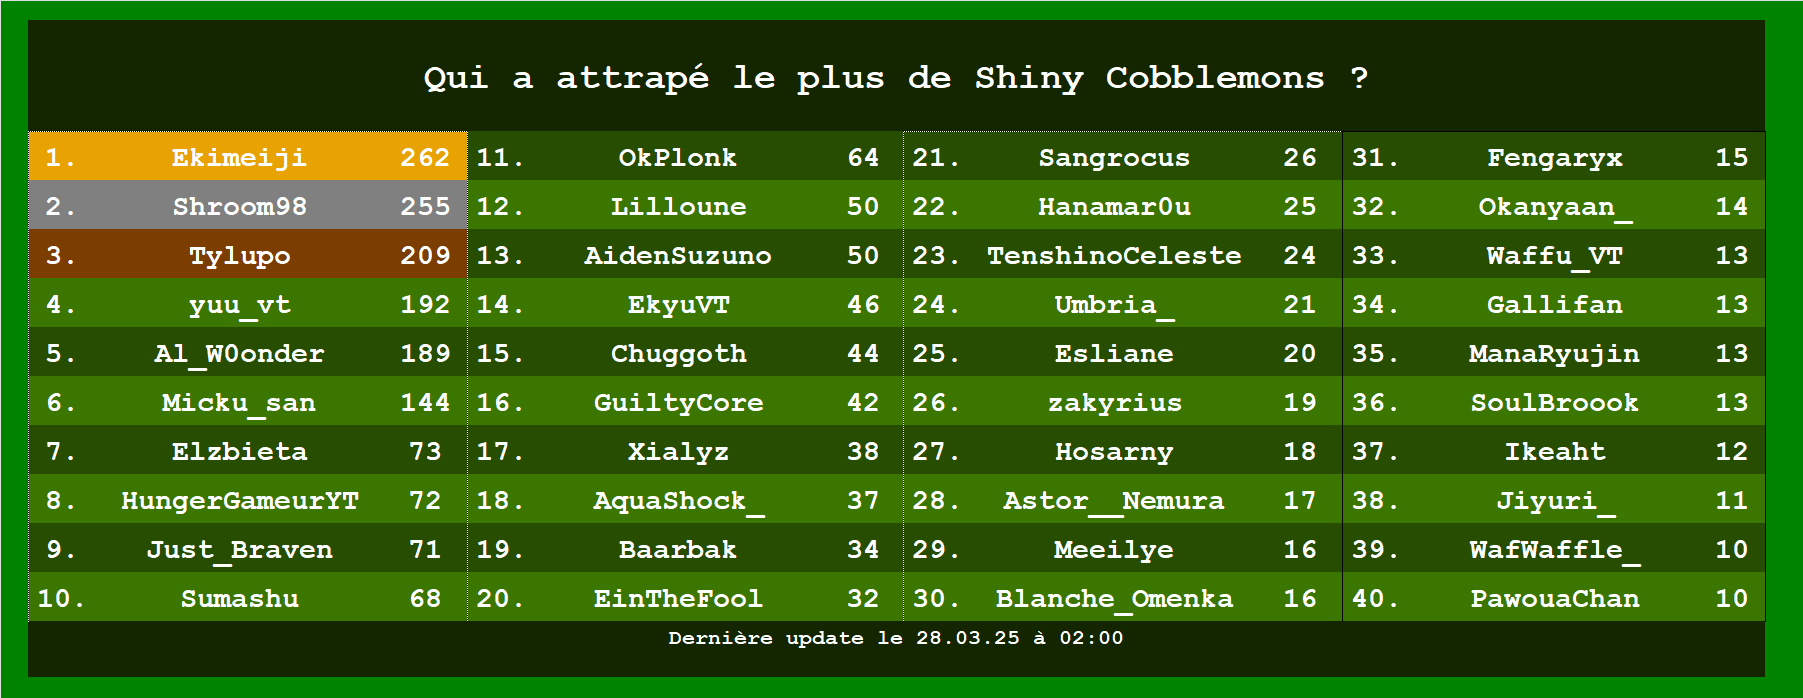 Qui a attrapé le plus de Shiny Cobblemons ?
1. Ekimeiji 262
2. Shroom98 255
3. Tylupo 209
4. yuu_vt 192
5. Al_W0onder 189
6. Micku_san 144
7. Elzbieta 73
8. HungerGameurYT 72
9. Just_Braven 71
10. Sumashu 68
11. OkPlonk 64
12. Lilloune 50
13. AidenSuzuno 50
14. EkyuVT 46
15. Chuggoth 44
16. GuiltyCore 42
17. Xialyz 38
18. AquaShock_ 37
19. Baarbak 34
20. EinTheFool 32
21. Sangrocus 26
22. Hanamar0u 25
23. TenshinoCeleste 24
24. Umbria_ 21
25. Esliane 20
26. zakyrius 19
27. Hosarny 18
28. Astor__Nemura 17
29. Meeilye 16
30. Blanche_Omenka 16
31. Fengaryx 15
32. Okanyaan_ 14
33. Waffu_VT 13
34. Gallifan 13
35. ManaRyujin 13
36. SoulBroook 13
37. Ikeaht 12
38. Jiyuri_ 11
39. WafWaffle_ 10
40. PawouaChan 10
Dernière update le 28.03.25 à 02:00